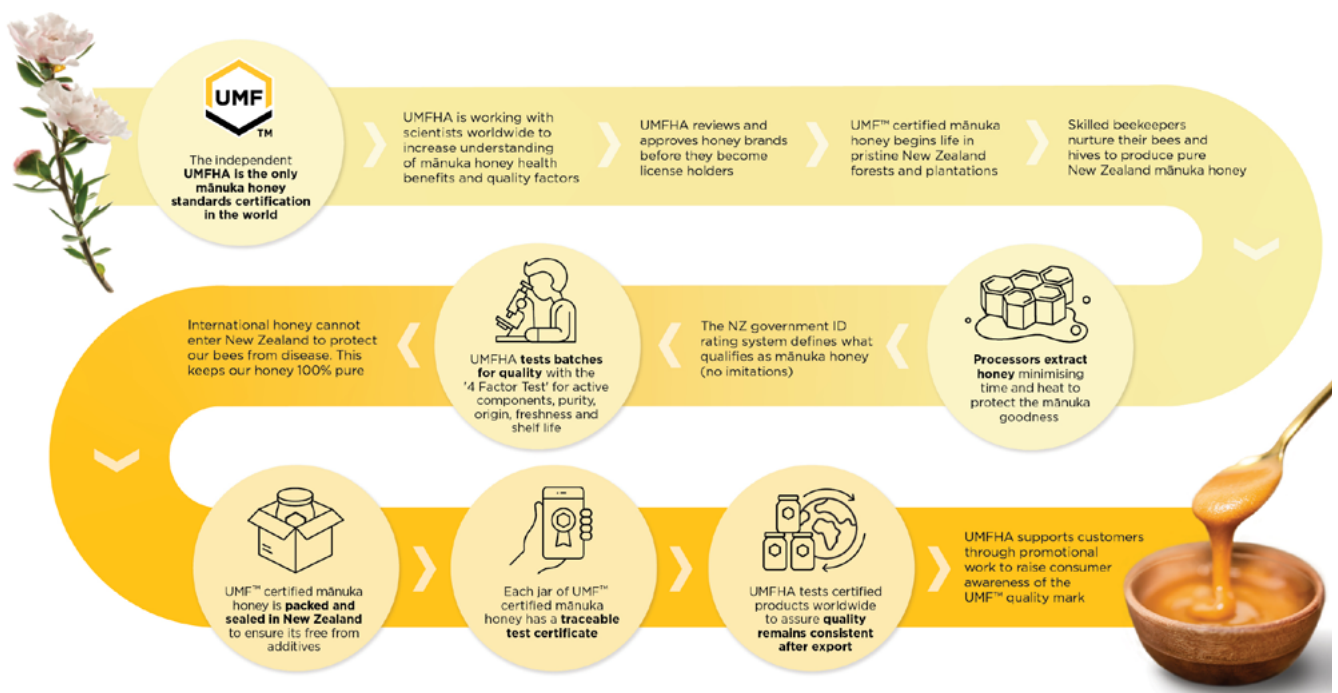 UMF
TM
The independent
UMFHA is the only
mānuka honey
standards certification
in the world
UMFHA is working with
scientists worldwide to
increase understanding
of mānuka honey health
benefits and quality factors
UMFHA reviews and
approves honey brands
before they become
license holders
UMF™ certified mānuka
honey begins life in
pristine New Zealand
forests and plantations
Skilled beekeepers
nurture their bees and
hives to produce pure
New Zealand mānuka honey
Processors extract
honey minimising
time and heat to
protect the mānuka
goodness
The NZ government ID
rating system defines what
qualifies as mānuka honey
(no imitations)
UMFHA tests batches
for quality with the
'4 Factor Test' for active
components, purity,
origin, freshness and
shelf life
International honey cannot
enter New Zealand to protect
our bees from disease. This
keeps our honey 100% pure
UMF™ certified mānuka
honey is packed and
sealed in New Zealand
to ensure its free from
additives
Each jar of UMF™
certified mānuka
honey has a traceable
test certificate
UMFHA tests certified
products worldwide
to assure quality
remains consistent
after export
UMFHA supports customers
through promotional
work to raise consumer
awareness of the
UMF™ quality mark